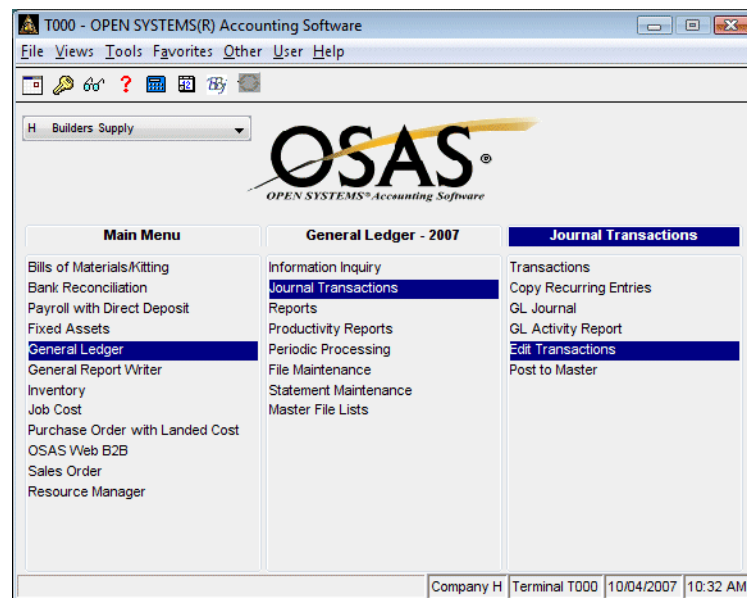 T000 - OPEN SYSTEMS(R) Accounting Software
File Views Tools Favorites Other User Help
H Builders Supply
OSAS®
OPEN SYSTEMS® Accounting Software
Main Menu
Bills of Materials/Kitting
Bank Reconciliation
Payroll with Direct Deposit
Fixed Assets
General Ledger
General Report Writer
Inventory
Job Cost
Purchase Order with Landed Cost
OSAS Web B2B
Sales Order
Resource Manager
General Ledger - 2007
Information Inquiry
Journal Transactions
Reports
Productivity Reports
Periodic Processing
File Maintenance
Statement Maintenance
Master File Lists
Journal Transactions
Transactions
Copy Recurring Entries
GL Journal
GL Activity Report
Edit Transactions
Post to Master
Company H Terminal T000 10/04/2007 10:32 AM